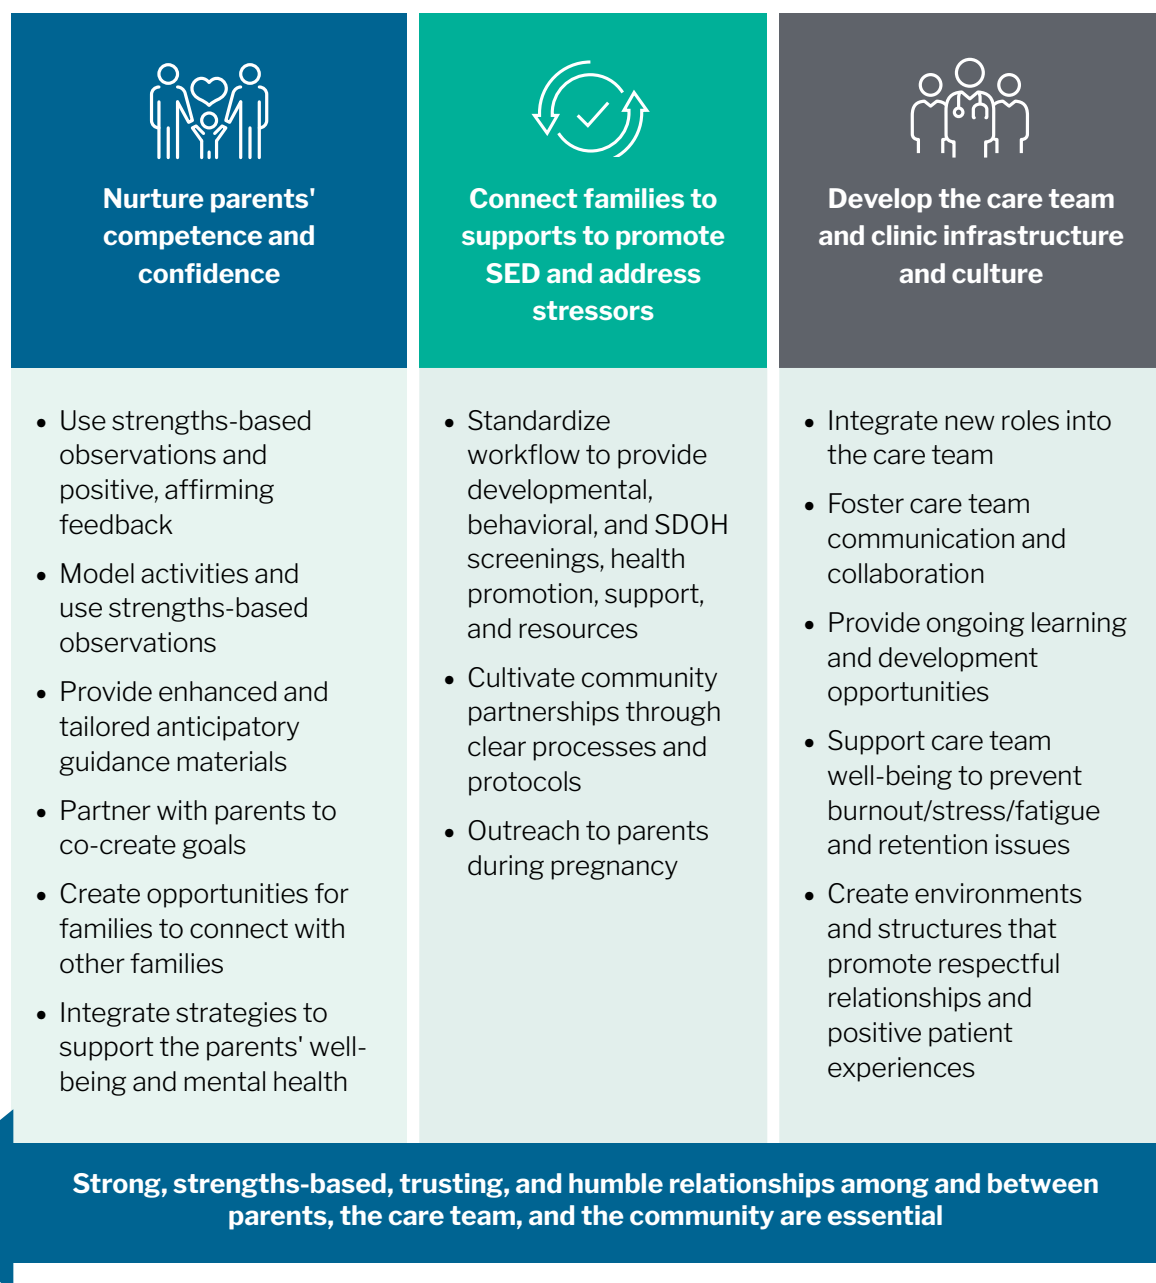 Nurture parents'
competence and
confidence
Connect families to
supports to promote
SED and address
stressors
Develop the care team
and clinic infrastructure
and culture
• Use strengths-based
observations and
positive, affirming
feedback
• Model activities and
use strengths-based
observations
• Provide enhanced and
tailored anticipatory
guidance materials
• Partner with parents to
co-create goals
• Create opportunities for
families to connect with
other families
• Integrate strategies to
support the parents' well-
being and mental health
• Standardize
workflow to provide
developmental,
behavioral, and SDOH
screenings, health
promotion, support,
and resources
• Cultivate community
partnerships through
clear processes and
protocols
• Outreach to parents
during pregnancy
• Integrate new roles into
the care team
• Foster care team
communication and
collaboration
• Provide ongoing learning
and development
opportunities
• Support care team
well-being to prevent
burnout/stress/fatigue
and retention issues
• Create environments
and structures that
promote respectful
relationships and
positive patient
experiences
Strong, strengths-based, trusting, and humble relationships among and between
parents, the care team, and the community are essential